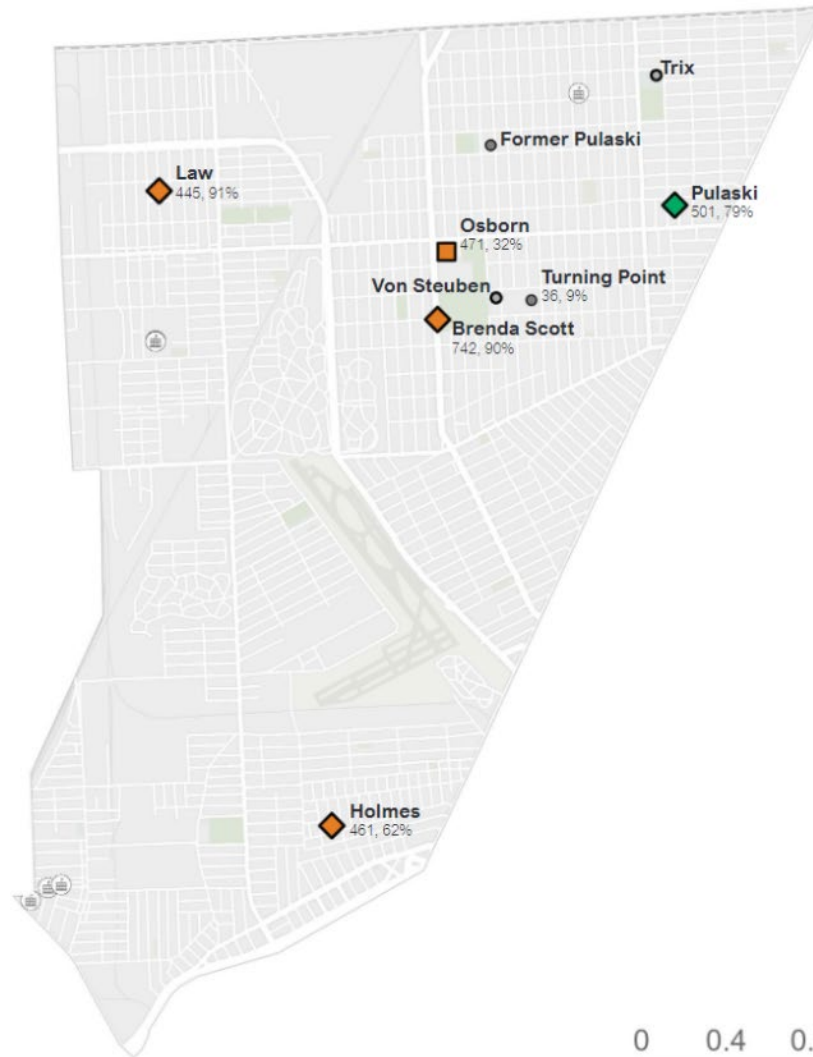 Trix
Former Pulaski
Law
445, 91%
Pulaski
501, 79%
Osborn
471, 32%
Von Steuben
Turning Point
36, 9%
Brenda Scott
742, 90%
Holmes
461, 62%
0 0.4 0.